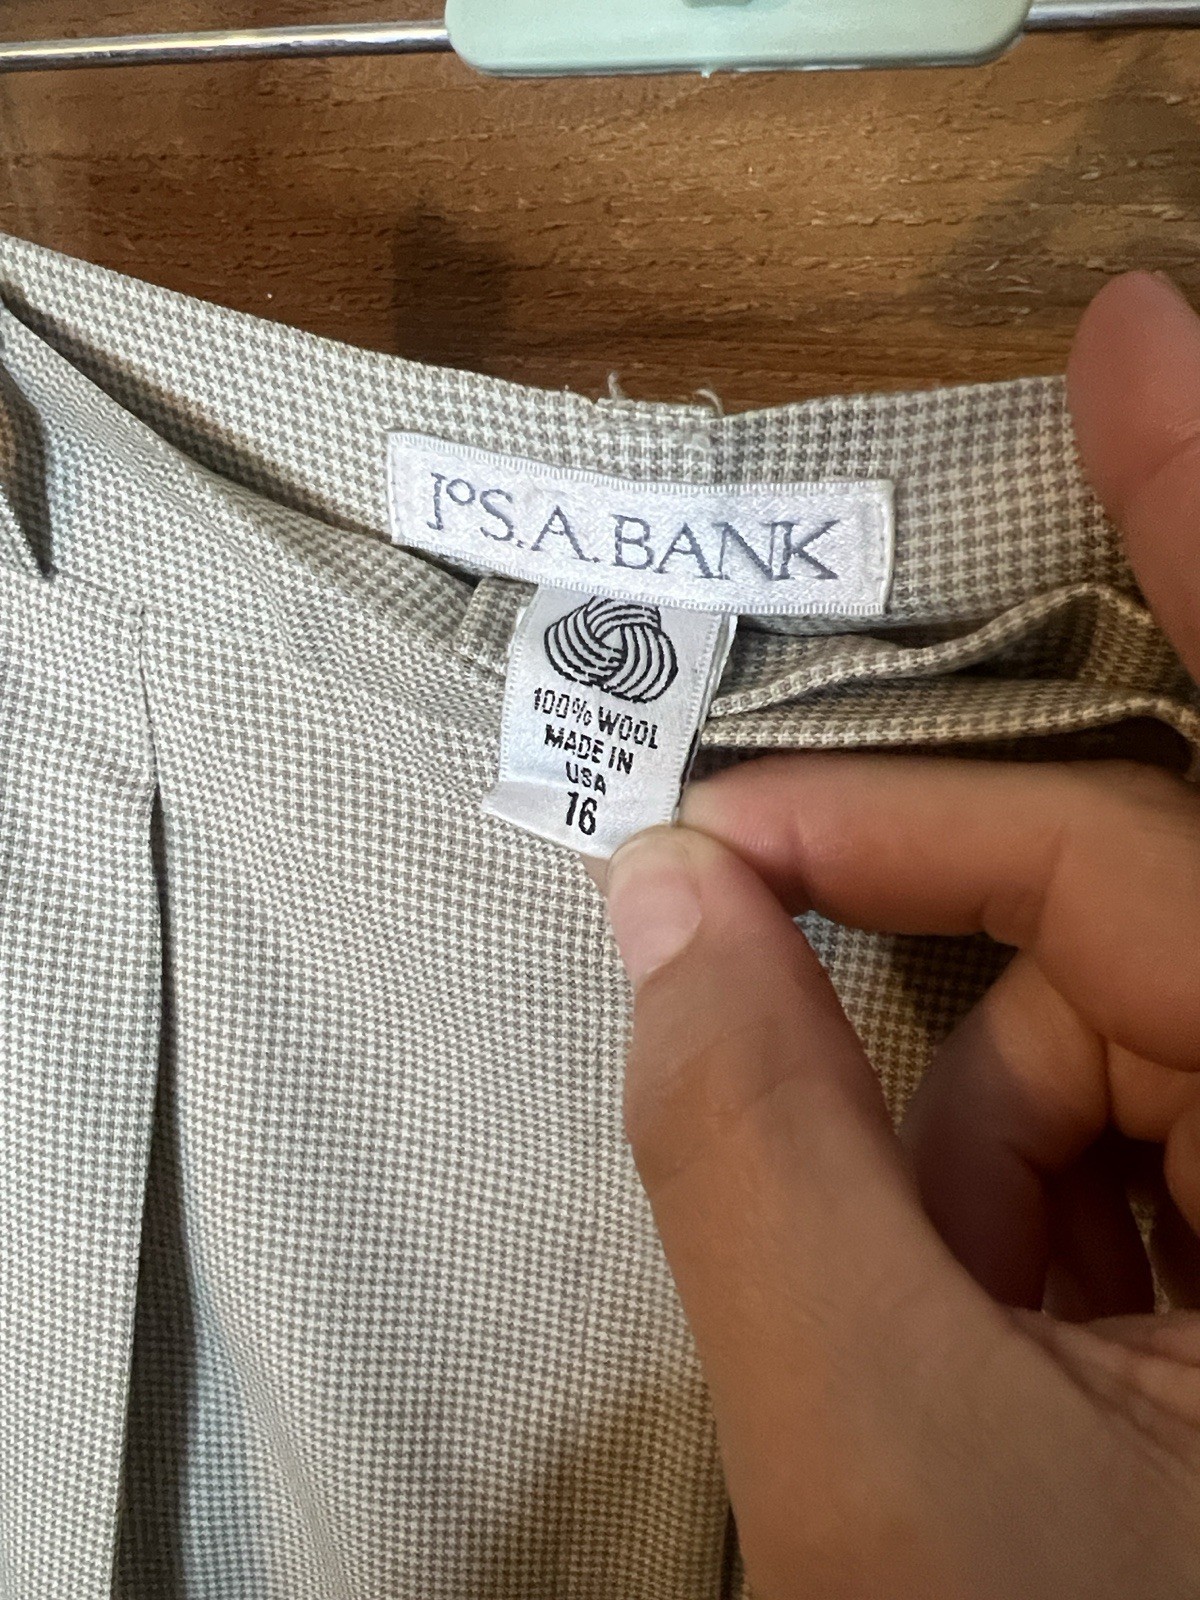 JoS. A. BANK
100% WOOL
MADE IN
USA
16